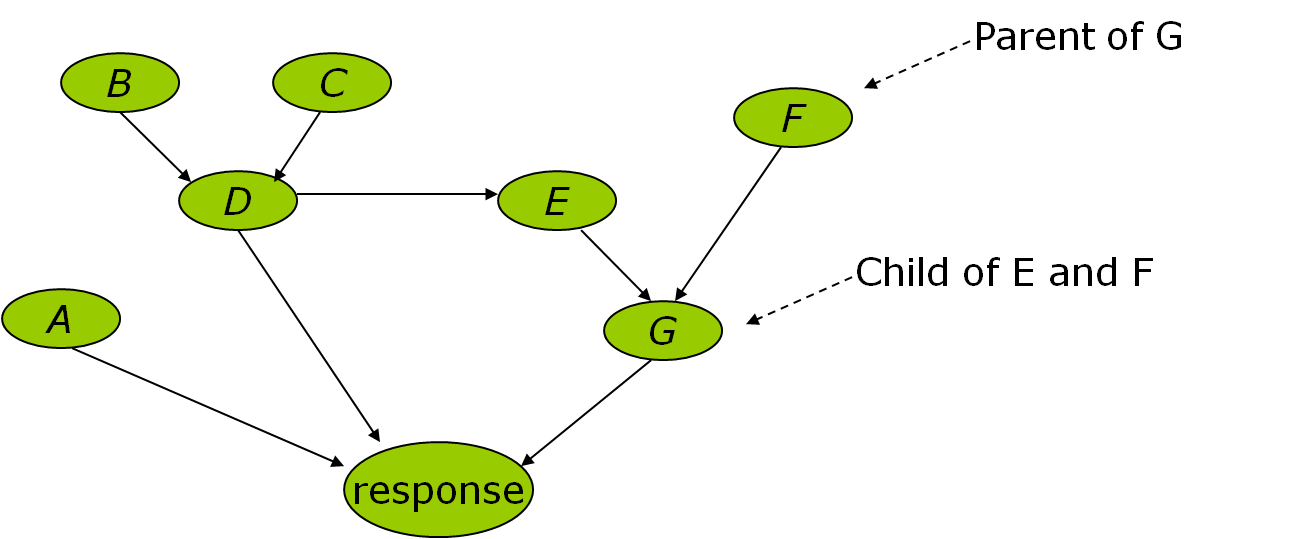 Parent of G
B
C
F
D
E
Child of E and F
A
G
response